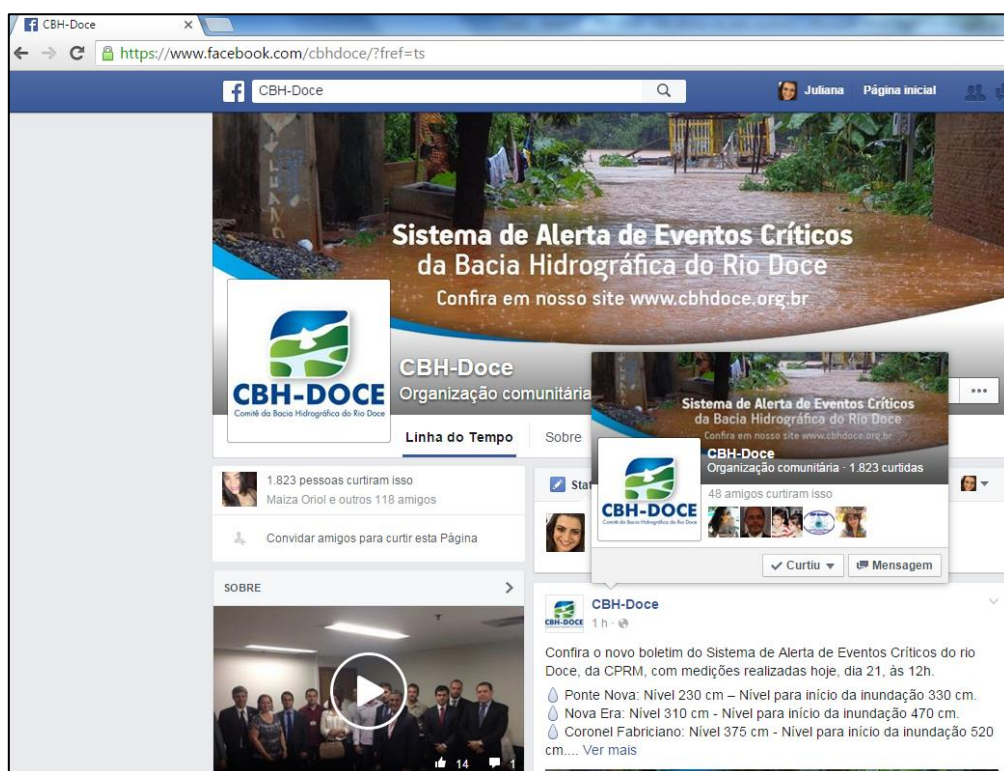 CBH-Doce
https://www.facebook.com/cbhdoce/?fref=ts
CBH-Doce
Juliana Página inicial
Sistema de Alerta de Eventos Críticos
da Bacia Hidrográfica do Rio Doce
Confira em nosso site www.cbhdoce.org.br
CBH-DOCE
Comitê da Bacia Hidrográfica do Rio Doce
CBH-Doce
Organização comunitária
Linha do Tempo Sobre
Sistema de Alerta de Eventos Críticos
da Bacia Hidrográfica do Rio Doce
Confira em nosso site www.cbhdoce.org.br
CBH-DOCE
Comitê da Bacia Hidrográfica do Rio Doce
CBH-Doce
Organização comunitária · 1.823 curtidas
48 amigos curtiram isso
Curtiu Mensagem
1.823 pessoas curtiram isso
Maiza Oriol e outros 118 amigos
Convidar amigos para curtir esta Página
SOBRE
14 1
Stat
CBH-DOCE
CBH-Doce
1 h ·
Confira o novo boletim do Sistema de Alerta de Eventos Críticos do rio
Doce, da CPRM, com medições realizadas hoje, dia 21, às 12h.
Ponte Nova: Nível 230 cm – Nível para início da inundação 330 cm.
Nova Era: Nível 310 cm - Nível para início da inundação 470 cm.
Coronel Fabriciano: Nível 375 cm - Nível para início da inundação 520
cm.... Ver mais